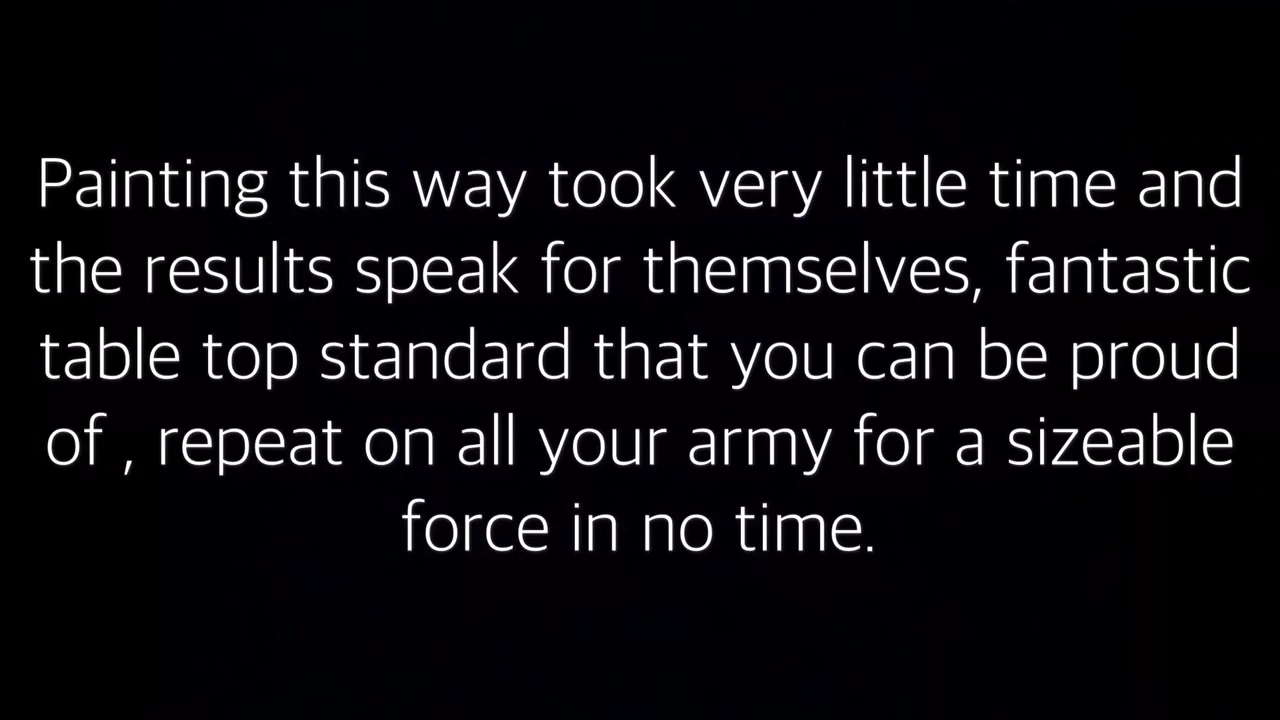 Painting this way took very little time and
the results speak for themselves, fantastic
table top standard that you can be proud
of , repeat on all your army for a sizeable
force in no time.